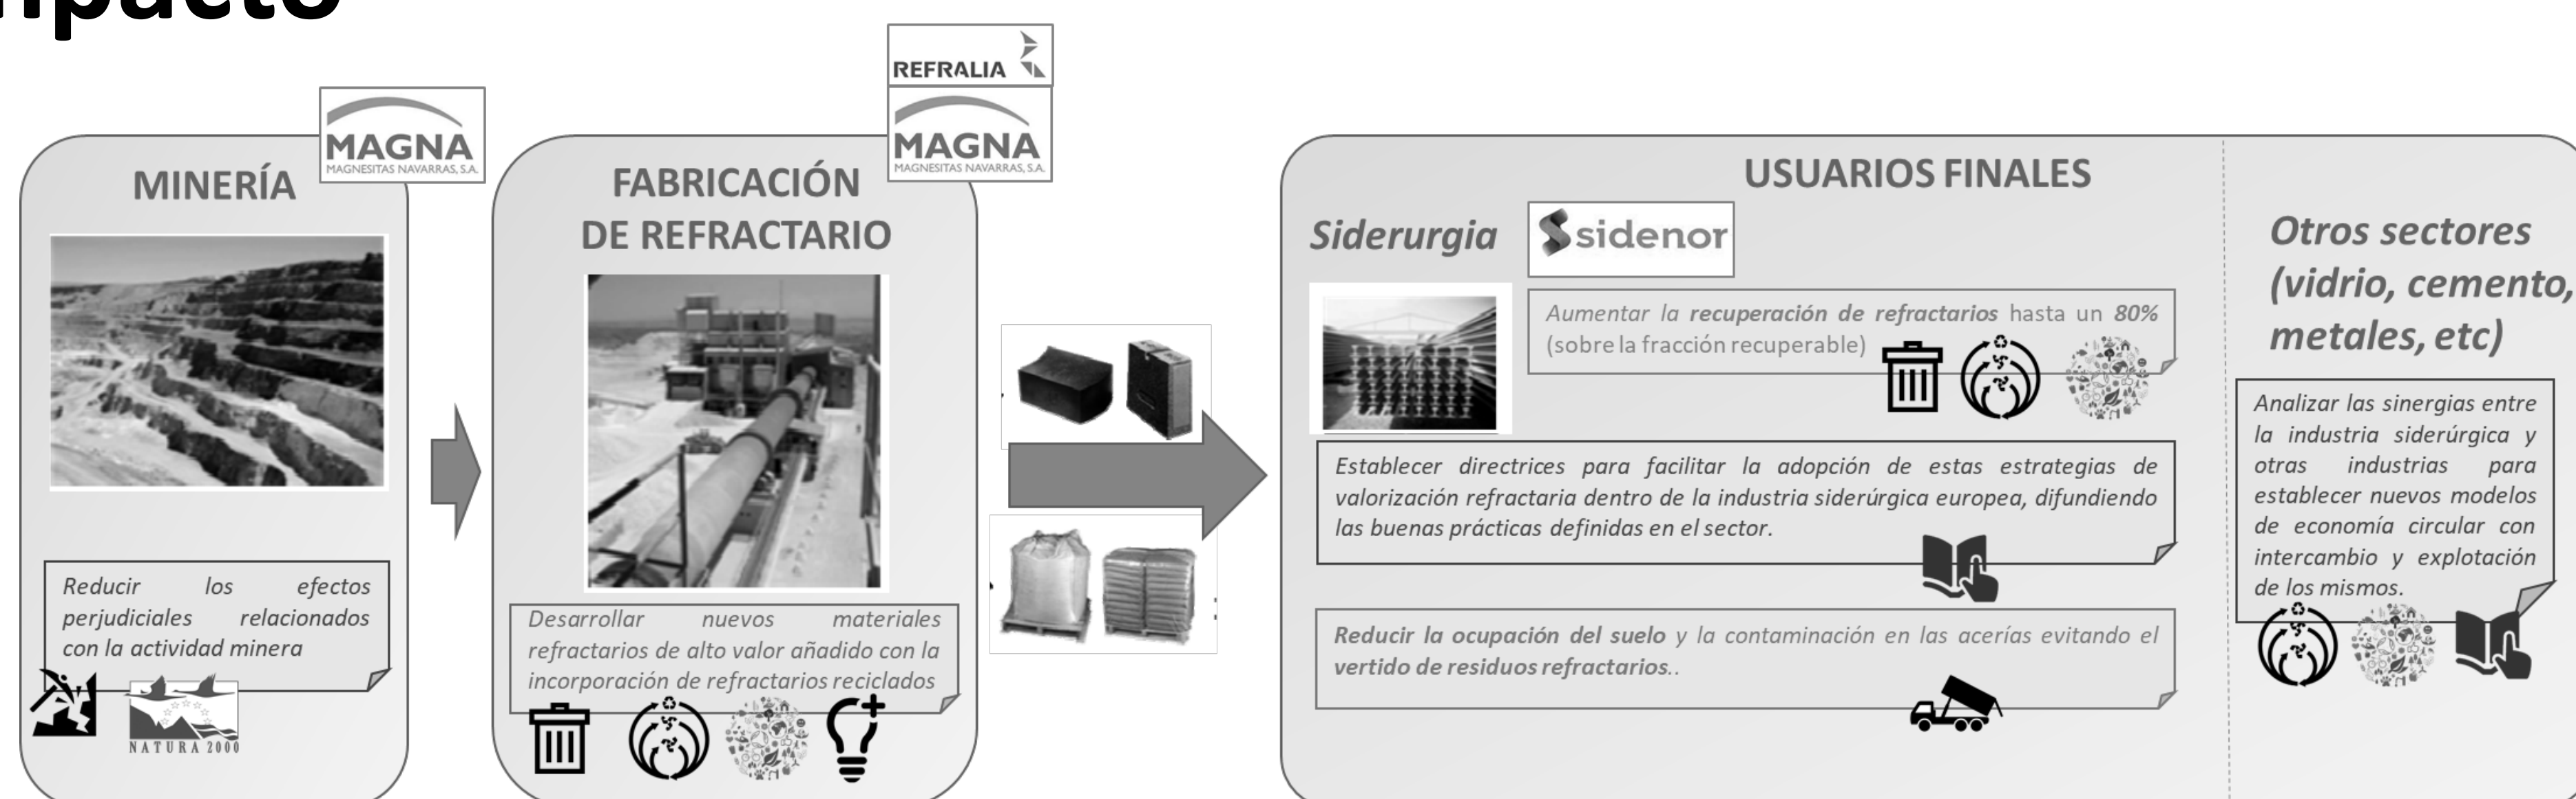 MAGNA
MAGNESITAS NAVARRAS, S.A.
MINERÍA
Reducir los efectos
perjudiciales relacionados
con la actividad minera
NATURA 2000
REFRALIA
MAGNA
MAGNESITAS NAVARRAS, S.A.
FABRICACIÓN
DE REFRACTARIO
Desarrollar nuevos materiales
refractarios de alto valor añadido con la
incorporación de refractarios reciclados
USUARIOS FINALES
Siderurgia
sidenor
Aumentar la recuperación de refractarios hasta un 80%
(sobre la fracción recuperable)
Establecer directrices para facilitar la adopción de estas estrategias de
valorización refractaria dentro de la industria siderúrgica europea, difundiendo
las buenas prácticas definidas en el sector.
Reducir la ocupación del suelo y la contaminación en las acerías evitando el
vertido de residuos refractarios..
Otros sectores
(vidrio, cemento,
metales, etc)
Analizar las sinergias entre
la industria siderúrgica y
otras industrias para
establecer nuevos modelos
de economía circular con
intercambio y explotación
de los mismos.